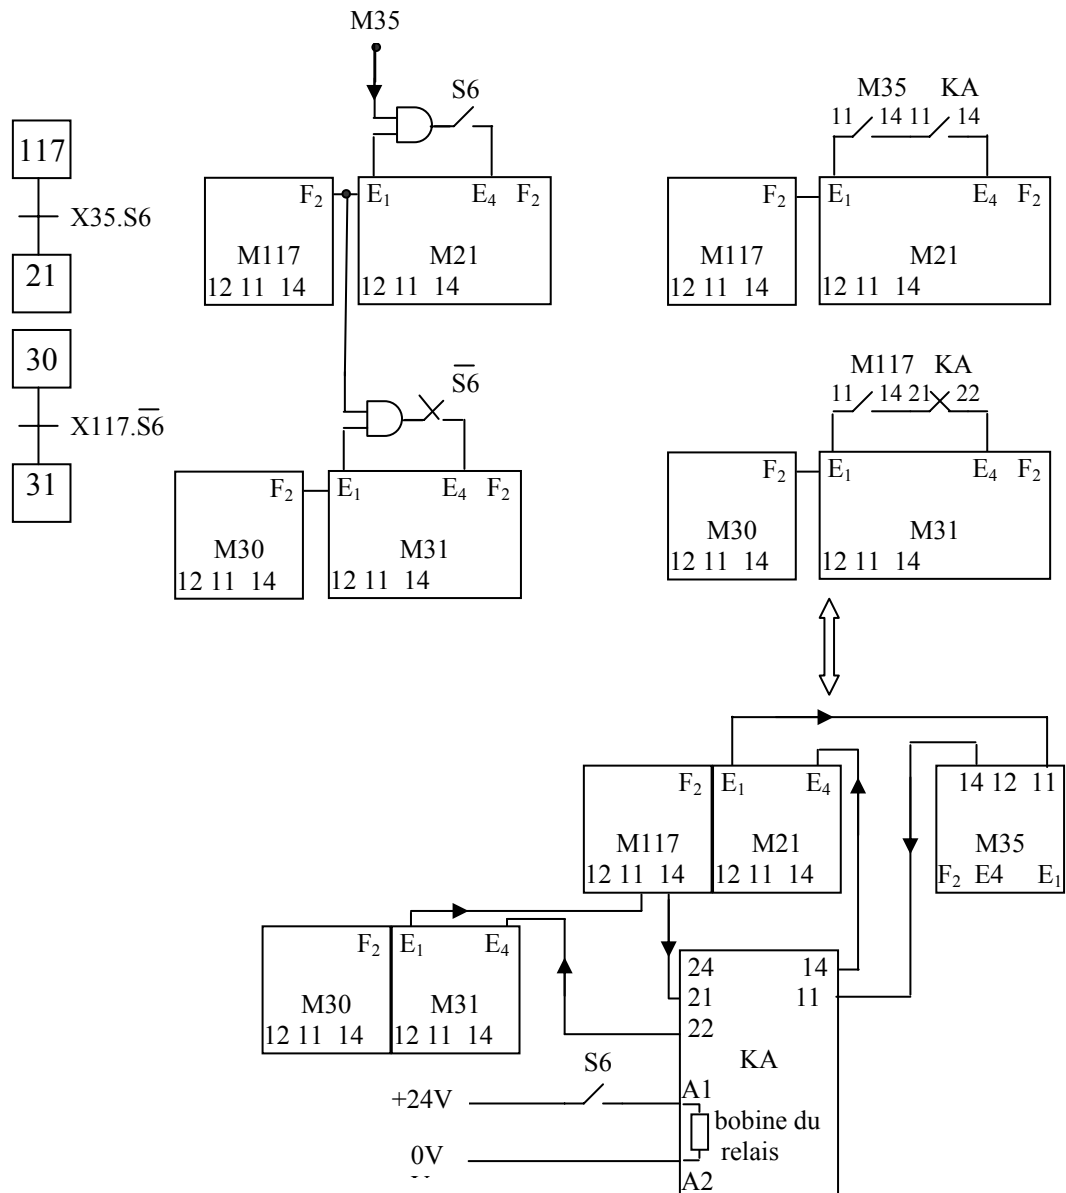 M35
S6
M35 KA
11 14 11 14
117
X35.S6
21
F₂ E₁ E₄ F₂
M117 M21
12 11 14 12 11 14
F₂ E₁ E₄ F₂
M117 M21
12 11 14 12 11 14
30
X117.S̅6̅
31
S̅6̅
M117 KA
11 14 21 22
F₂ E₁ E₄ F₂
M30 M31
12 11 14 12 11 14
F₂ E₁ E₄ F₂
M30 M31
12 11 14 12 11 14
F₂ E₁ E₄
M117 M21
12 11 14 12 11 14
14 12 11
M35
F₂ E4 E₁
F₂ E₁ E₄
M30 M31
12 11 14 12 11 14
24 14
21 11
22
KA
S6
+24V
A1
bobine du
relais
0V
A2